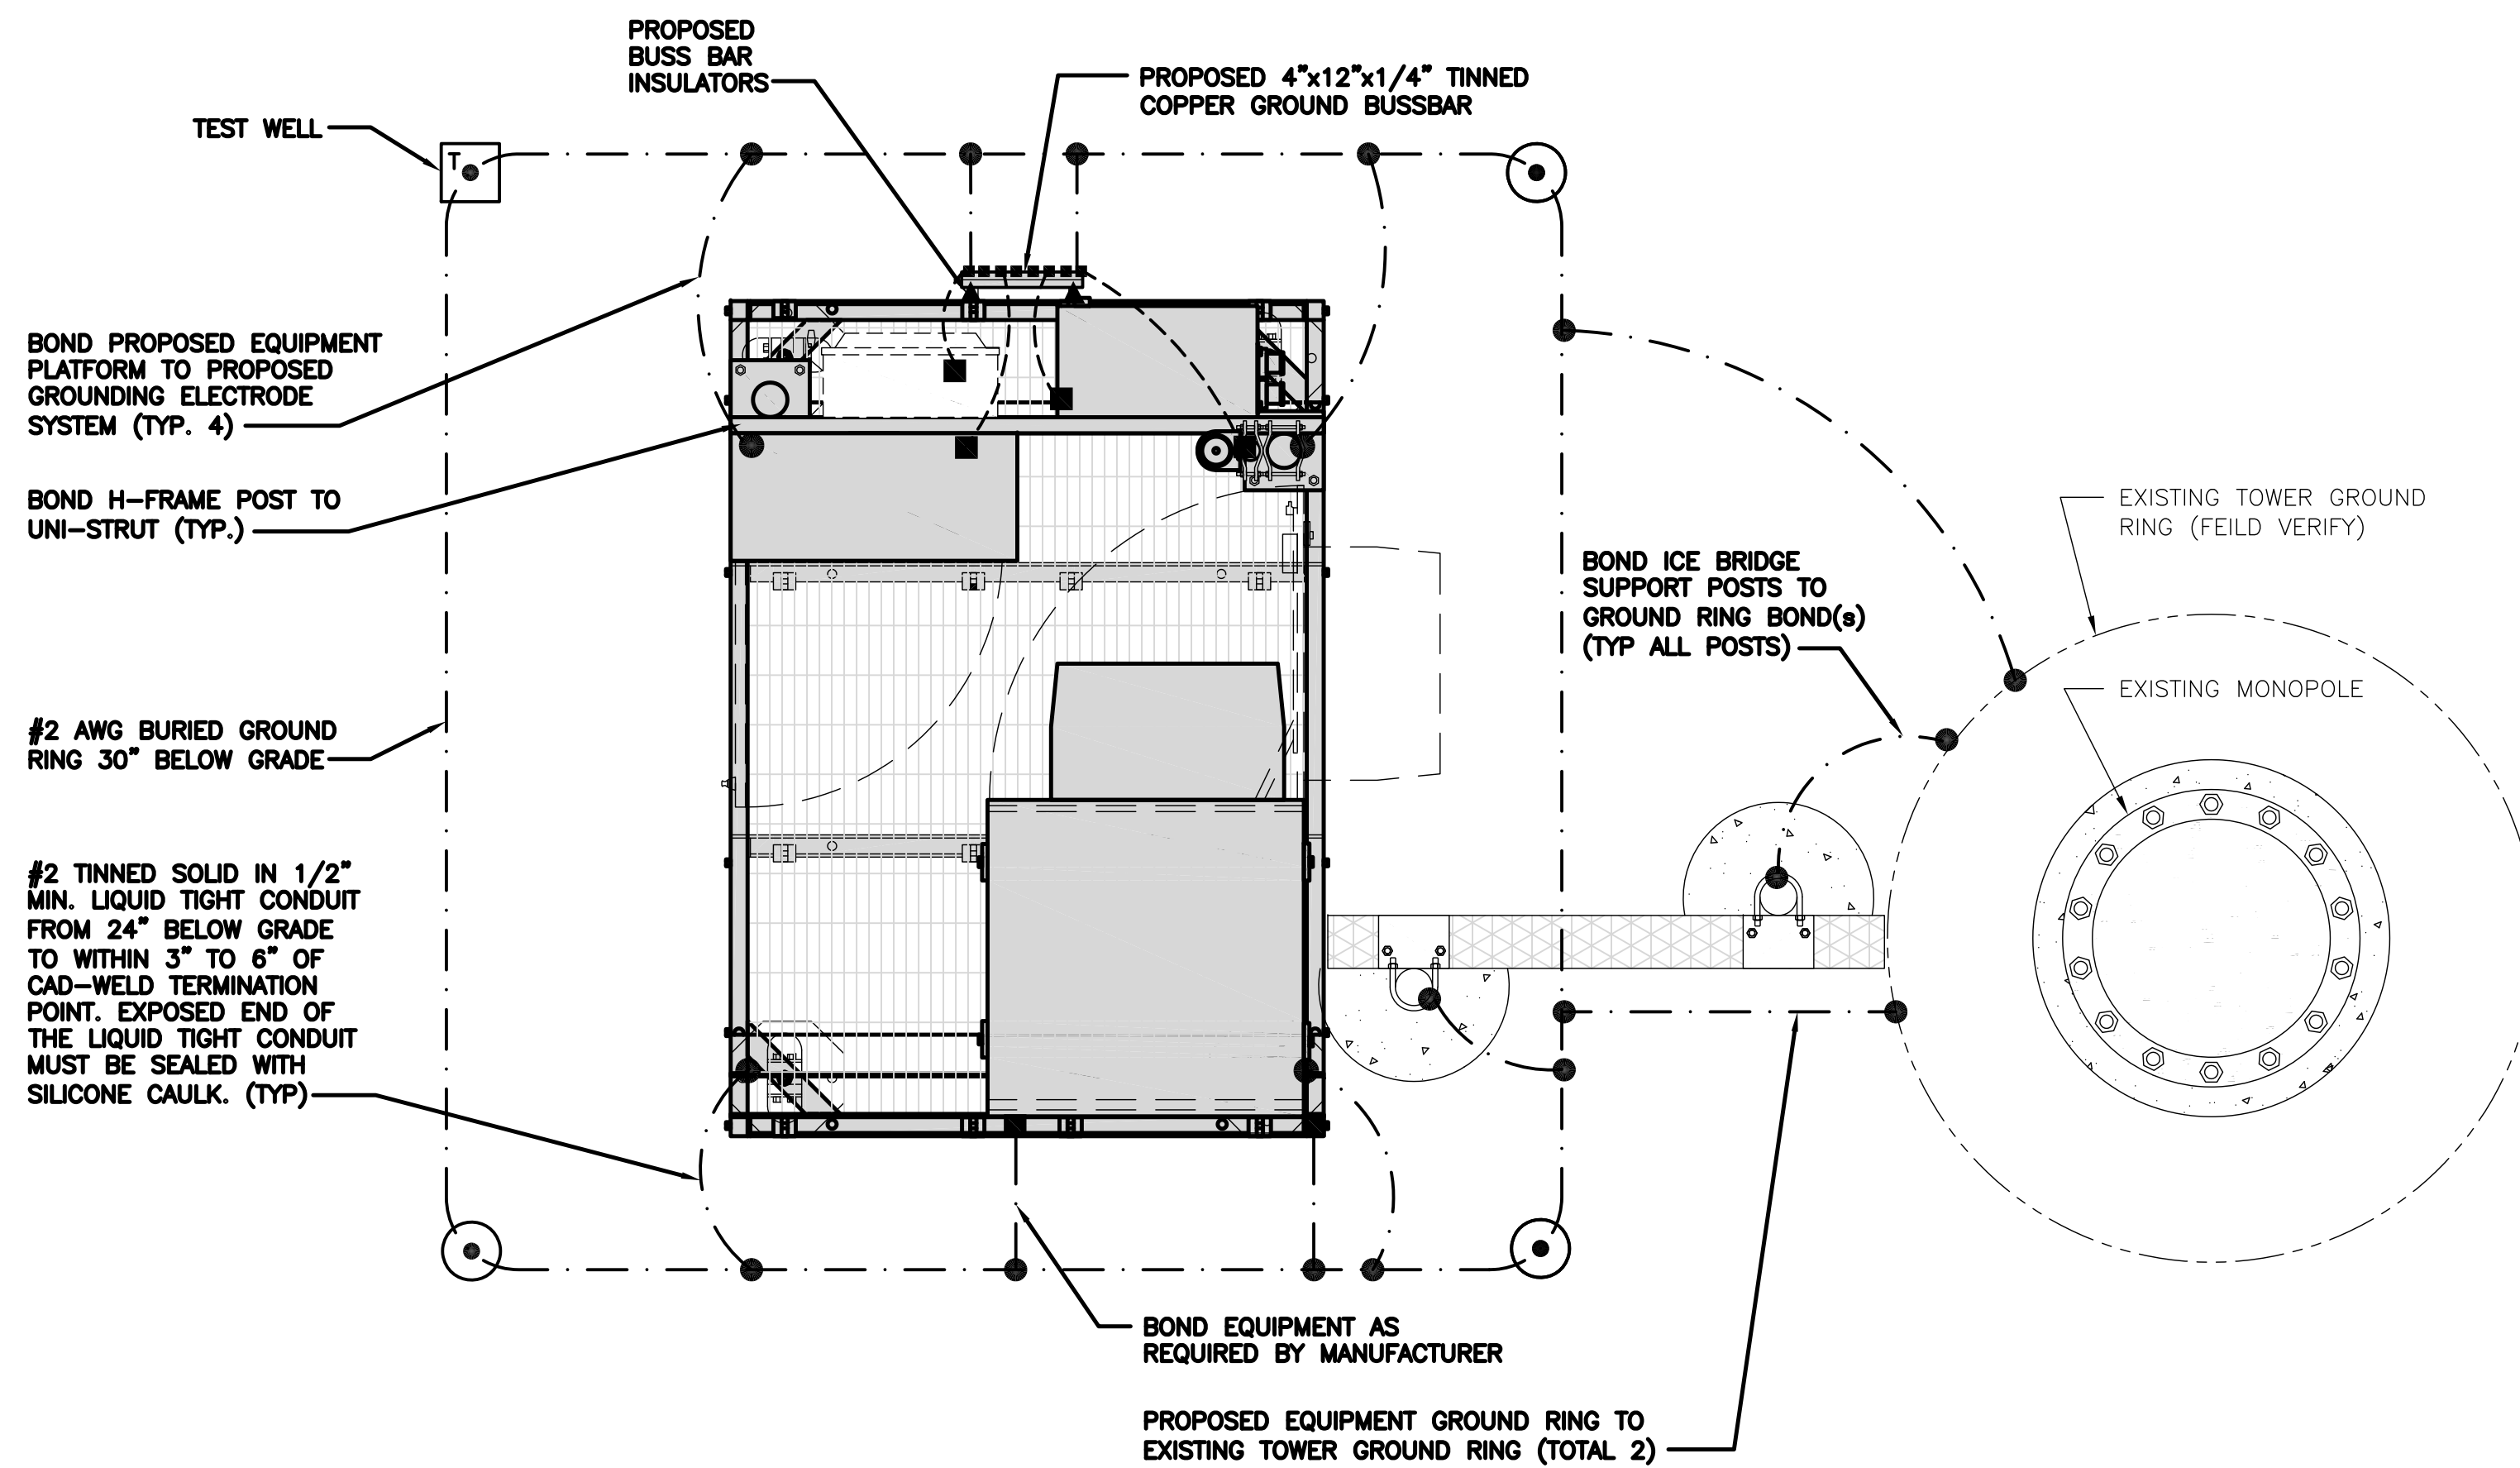 PROPOSED
BUSS BAR
INSULATORS
PROPOSED 4"x12"x1/4" TINNED
COPPER GROUND BUSSBAR
TEST WELL
T
BOND PROPOSED EQUIPMENT
PLATFORM TO PROPOSED
GROUNDING ELECTRODE
SYSTEM (TYP. 4)
BOND H-FRAME POST TO
UNI-STRUT (TYP.)
EXISTING TOWER GROUND
RING (FEILD VERIFY)
BOND ICE BRIDGE
SUPPORT POSTS TO
GROUND RING BOND(s)
(TYP ALL POSTS)
EXISTING MONOPOLE
#2 AWG BURIED GROUND
RING 30" BELOW GRADE
#2 TINNED SOLID IN 1/2"
MIN. LIQUID TIGHT CONDUIT
FROM 24" BELOW GRADE
TO WITHIN 3" TO 6" OF
CAD-WELD TERMINATION
POINT. EXPOSED END OF
THE LIQUID TIGHT CONDUIT
MUST BE SEALED WITH
SILICONE CAULK. (TYP)
BOND EQUIPMENT AS
REQUIRED BY MANUFACTURER
PROPOSED EQUIPMENT GROUND RING TO
EXISTING TOWER GROUND RING (TOTAL 2)